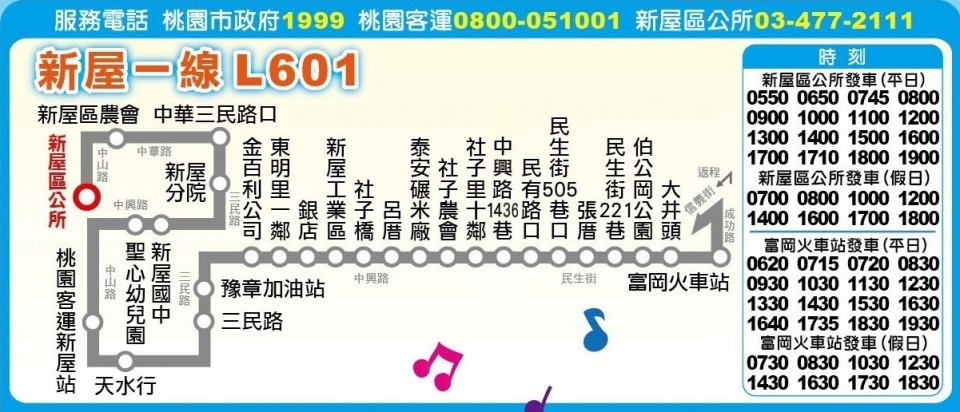 服務電話 桃園市政府1999 桃園客運0800-051001 新屋區公所03-477-2111
新屋一線 L601
新屋區農會
中華三民路口
新屋區公所
中山路
中華路
新屋分院
三民路
中興路
聖心幼兒園
新屋國中
中山路
三民路
桃園客運新屋站
天水行
三民路
豫章加油站
金百利公司
東明里一鄰
銀店
新屋工業區
社子橋
呂厝
泰安碾米廠
社子農會
社子里十鄰
中興路1436巷
民有路口
民生街505巷口
張厝
民生街221巷
伯公岡公園
大井頭
富岡火車站
中興路
民生街
信義街
返程
成功路
時刻
新屋區公所發車(平日)
0550 0650 0745 0800
0900 1000 1100 1200
1300 1400 1500 1600
1700 1710 1800 1900
新屋區公所發車(假日)
0700 0800 1000 1200
1400 1600 1700 1800
富岡火車站發車(平日)
0620 0715 0720 0830
0930 1030 1130 1230
1330 1430 1530 1630
1640 1735 1830 1930
富岡火車站發車(假日)
0730 0830 1030 1230
1430 1630 1730 1830